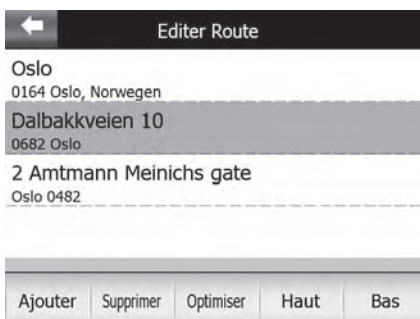 Editer Route
Oslo
0164 Oslo, Norwegen
Dalbakkveien 10
0682 Oslo
2 Amtmann Meinichs gate
Oslo 0482
Ajouter Supprimer Optimiser Haut Bas